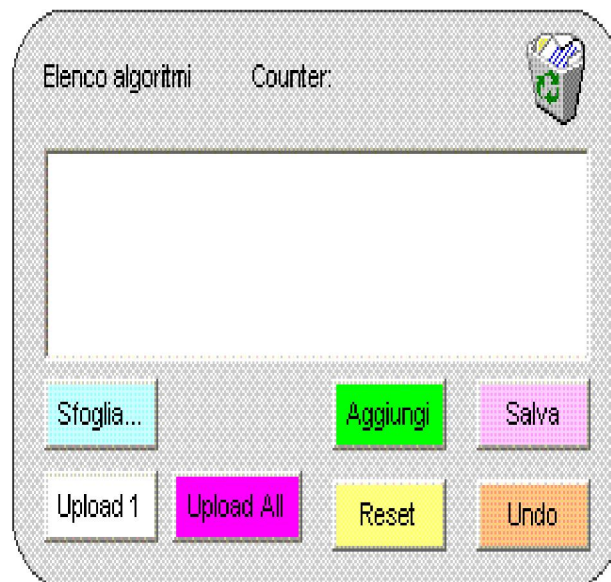 Elenco algoritmi Counter:
Sfoglia... Aggiungi Salva
Upload 1 Upload All Reset Undo